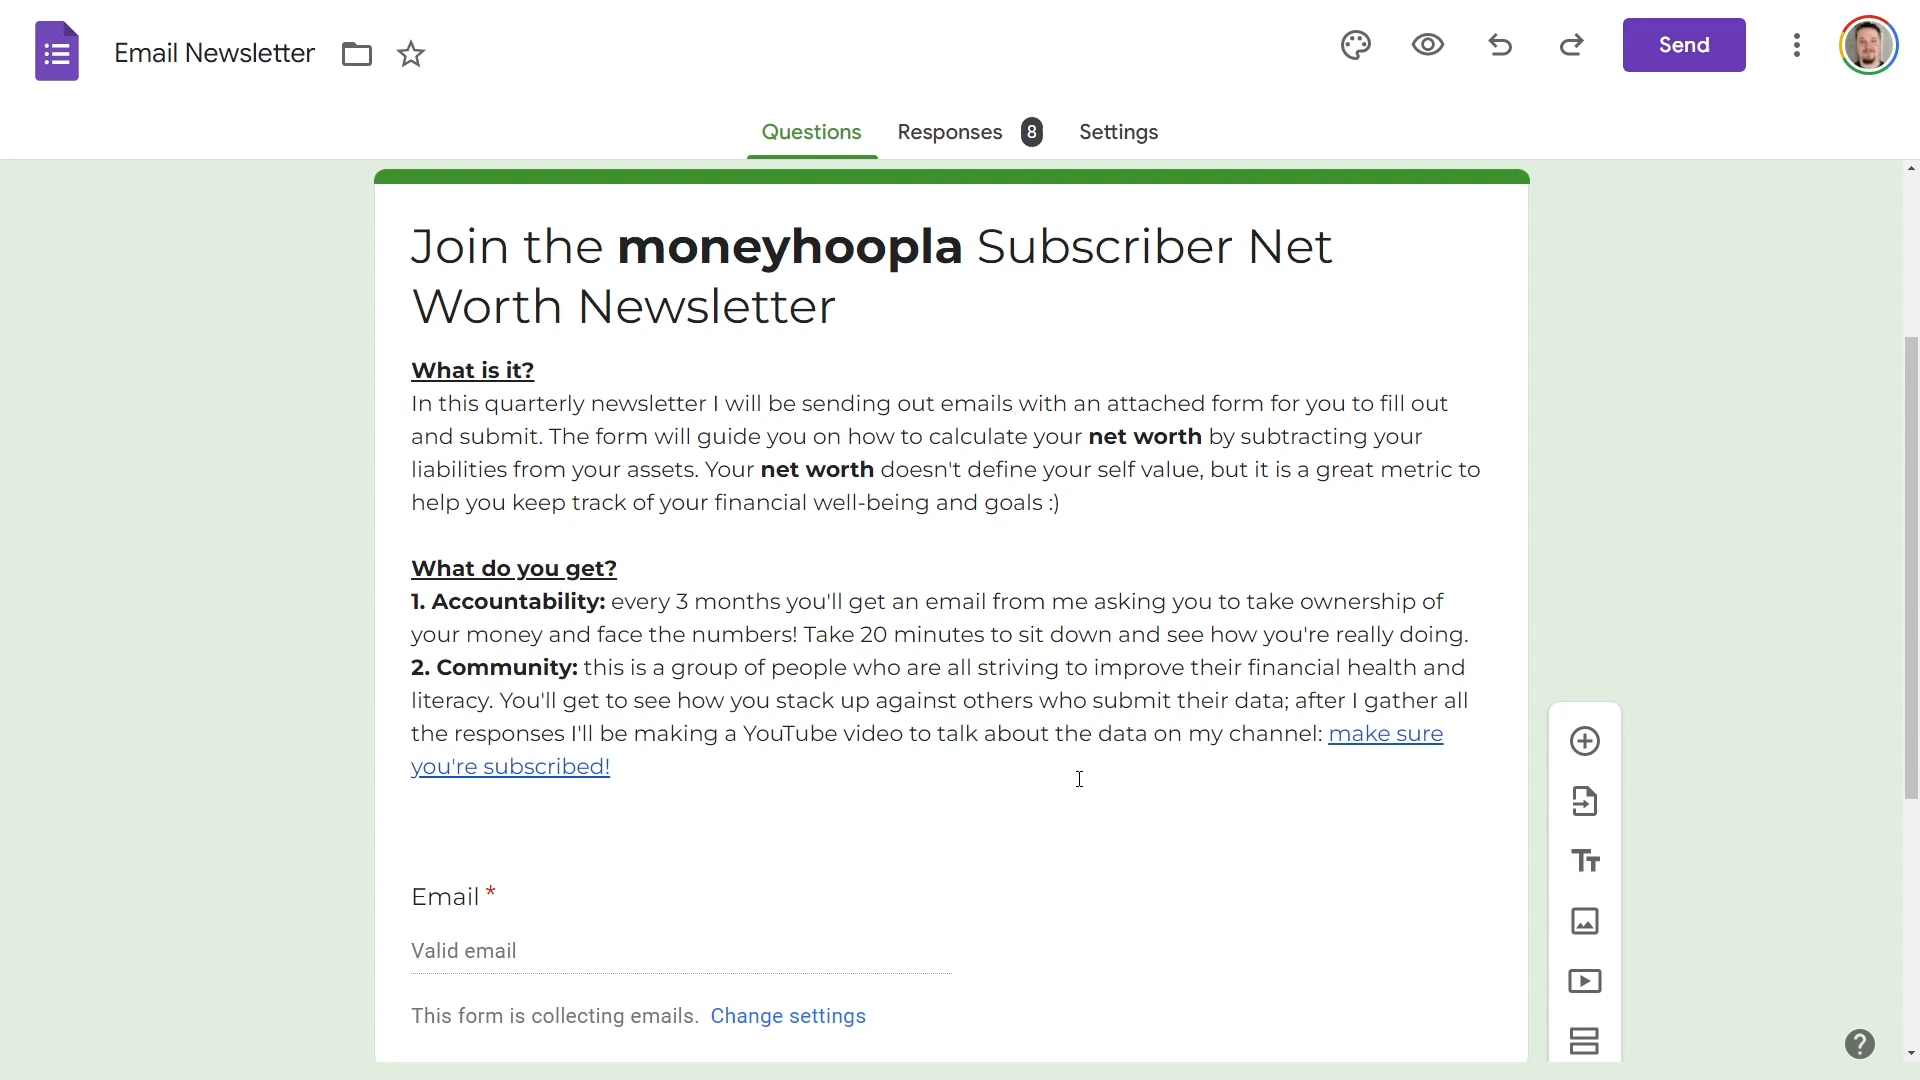 Email Newsletter
Send
Questions
Responses 8
Settings
Join the moneyhoopla Subscriber Net
Worth Newsletter
What is it?
In this quarterly newsletter I will be sending out emails with an attached form for you to fill out
and submit. The form will guide you on how to calculate your net worth by subtracting your
liabilities from your assets. Your net worth doesn't define your self value, but it is a great metric to
help you keep track of your financial well-being and goals :)
What do you get?
1. Accountability: every 3 months you'll get an email from me asking you to take ownership of
your money and face the numbers! Take 20 minutes to sit down and see how you're really doing.
2. Community: this is a group of people who are all striving to improve their financial health and
literacy. You'll get to see how you stack up against others who submit their data; after I gather all
the responses I'll be making a YouTube video to talk about the data on my channel: make sure
you're subscribed!
Email *
Valid email
This form is collecting emails. Change settings